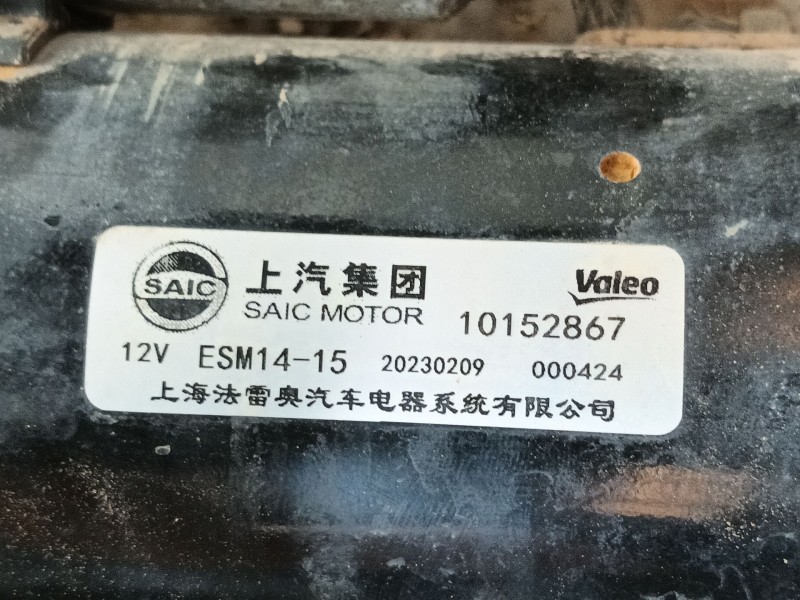 SAIC 上汽集团 Valeo
SAIC MOTOR 10152867
12V ESM14-15 20230209 000424
上海法雷奥汽车电器系统有限公司